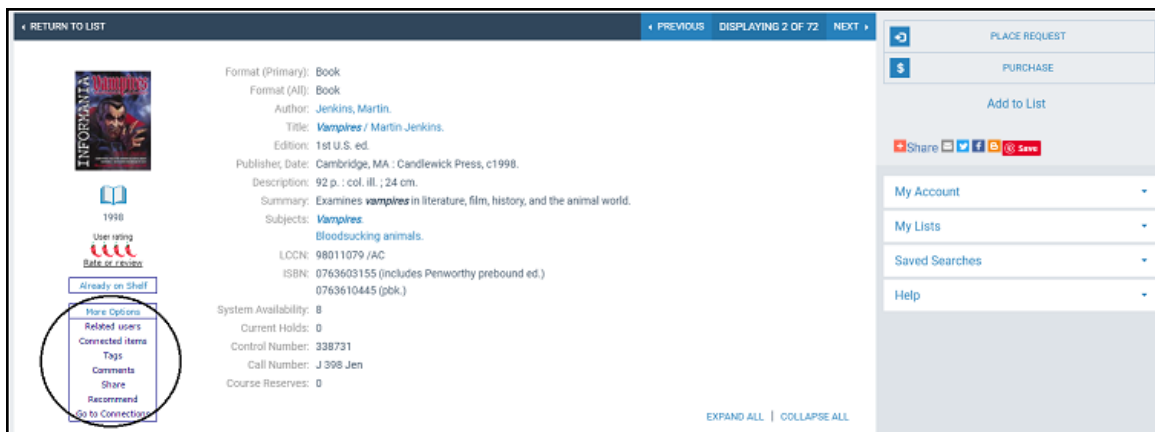 RETURN TO LIST
PREVIOUS DISPLAYING 2 OF 72 NEXT
INFORMANIA
Vampires
1998
User rating
Rate or review
Already on Shelf
More Options
Related users
Connected items
Tags
Comments
Share
Recommend
Go to Connections
Format (Primary): Book
Format (All): Book
Author: Jenkins, Martin.
Title: Vampires / Martin Jenkins.
Edition: 1st U.S. ed.
Publisher, Date: Cambridge, MA : Candlewick Press, c1998.
Description: 92 p. : col. ill. ; 24 cm.
Summary: Examines vampires in literature, film, history, and the animal world.
Subjects: Vampires.
Bloodsucking animals.
LCCN: 98011079 /AC
ISBN: 0763603155 (includes Penworthy prebound ed.)
0763610445 (pbk.)
System Availability: 8
Current Holds: 0
Control Number: 338731
Call Number: J 398 Jen
Course Reserves: 0
EXPAND ALL | COLLAPSE ALL
PLACE REQUEST
$ PURCHASE
Add to List
Share Save
My Account
My Lists
Saved Searches
Help